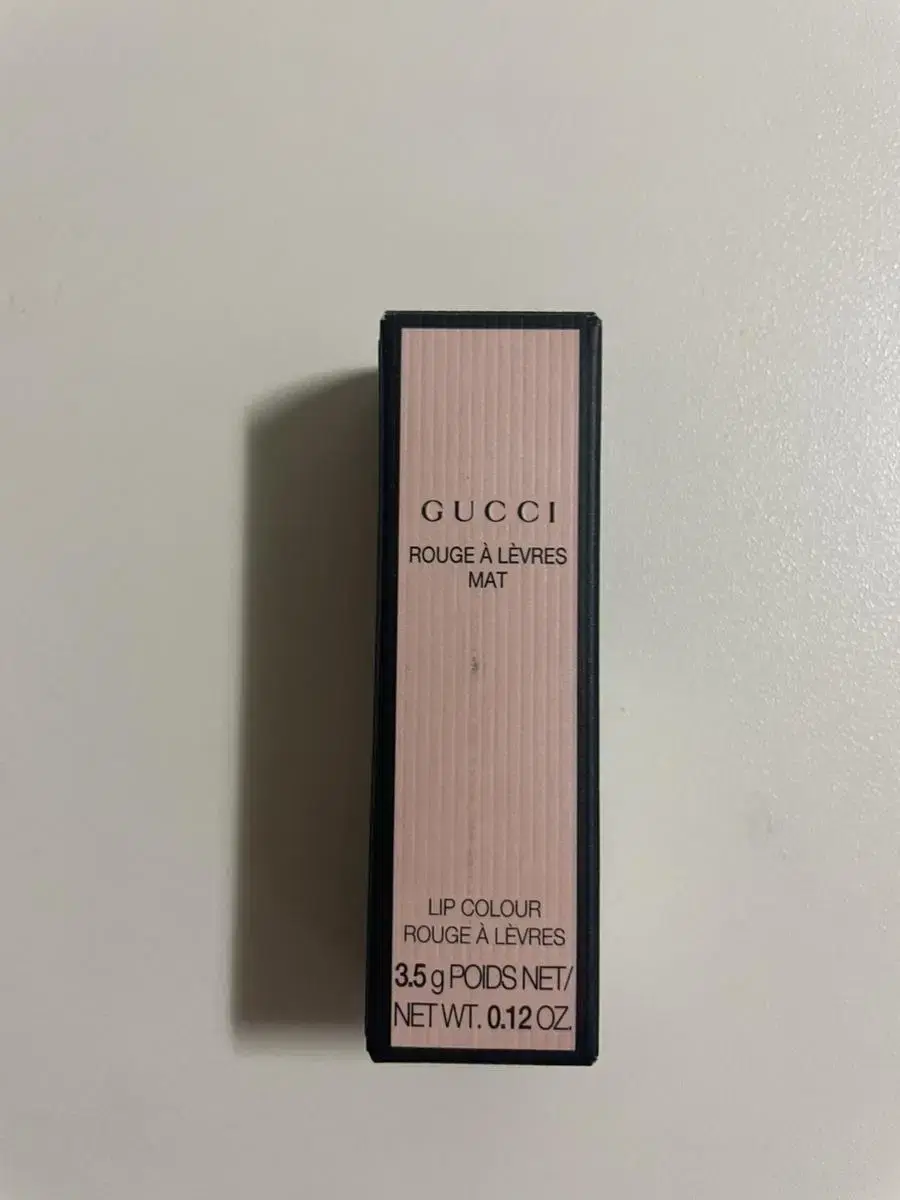 GUCCI
ROUGE À LÈVRES
MAT
LIP COLOUR
ROUGE À LÈVRES
3.5 g POIDS NET/
NET WT. 0.12 OZ.